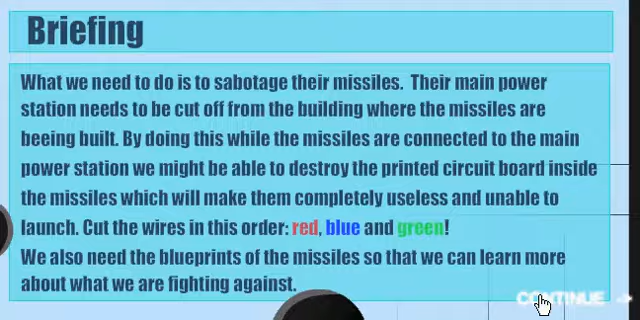 Briefing
What we need to do is to sabotage their missiles. Their main power
station needs to be cut off from the building where the missiles are
beeing built. By doing this while the missiles are connected to the main
power station we might be able to destroy the printed circuit board inside
the missiles which will make them completely useless and unable to
launch. Cut the wires in this order: red, blue and green!
We also need the blueprints of the missiles so that we can learn more
about what we are fighting against.
CONTINUE